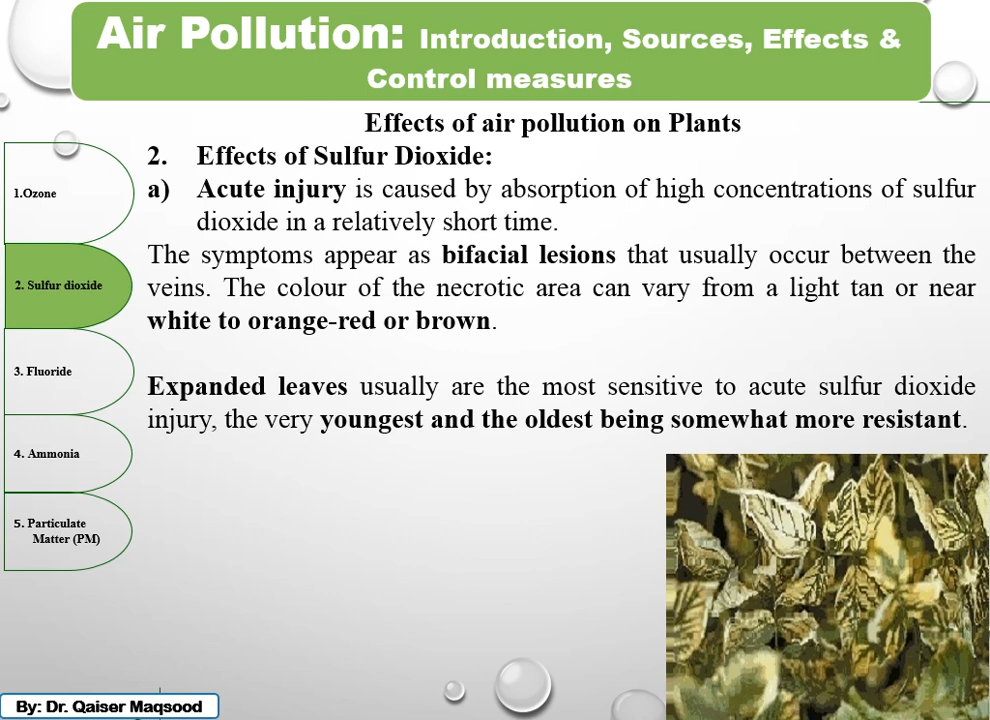 Air Pollution: Introduction, Sources, Effects &
Control measures
Effects of air pollution on Plants
1.Ozone
2. Sulfur dioxide
3. Fluoride
4. Ammonia
5. Particulate
Matter (PM)
2. Effects of Sulfur Dioxide:
a) Acute injury is caused by absorption of high concentrations of sulfur
dioxide in a relatively short time.
The symptoms appear as bifacial lesions that usually occur between the
veins. The colour of the necrotic area can vary from a light tan or near
white to orange-red or brown.
Expanded leaves usually are the most sensitive to acute sulfur dioxide
injury, the very youngest and the oldest being somewhat more resistant.
By: Dr. Qaiser Maqsood